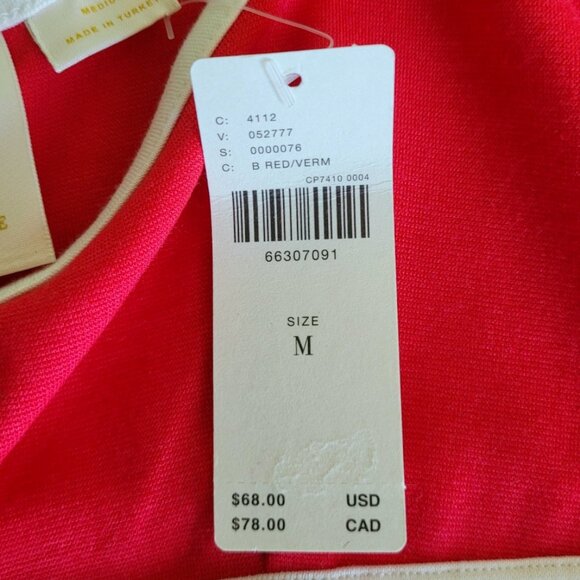 MADE IN TURKEY
E
C: 4112
V: 052777
S: 0000076
C: B RED/VERM
CP7410 0004
66307091
SIZE
M
$68.00 USD
$78.00 CAD